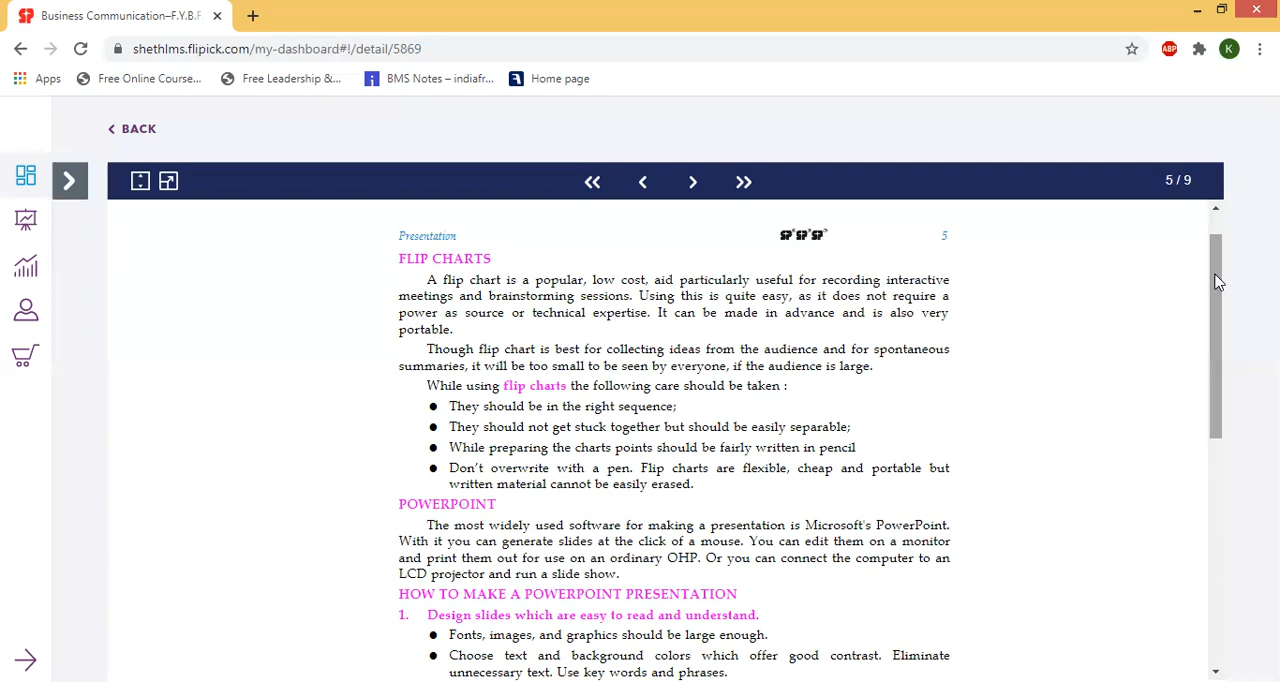 Business Communication–F.Y.B.F
shethlms.flipick.com/my-dashboard#!/detail/5869
ABP
K
Apps
Free Online Course...
Free Leadership &...
BMS Notes – indiafr...
Home page
BACK
5 / 9
Presentation
SP SP SP
5
FLIP CHARTS
A flip chart is a popular, low cost, aid particularly useful for recording interactive
meetings and brainstorming sessions. Using this is quite easy, as it does not require a
power as source or technical expertise. It can be made in advance and is also very
portable.
Though flip chart is best for collecting ideas from the audience and for spontaneous
summaries, it will be too small to be seen by everyone, if the audience is large.
While using flip charts the following care should be taken :
● They should be in the right sequence;
● They should not get stuck together but should be easily separable;
● While preparing the charts points should be fairly written in pencil
● Don't overwrite with a pen. Flip charts are flexible, cheap and portable but
written material cannot be easily erased.
POWERPOINT
The most widely used software for making a presentation is Microsoft's PowerPoint.
With it you can generate slides at the click of a mouse. You can edit them on a monitor
and print them out for use on an ordinary OHP. Or you can connect the computer to an
LCD projector and run a slide show.
HOW TO MAKE A POWERPOINT PRESENTATION
1. Design slides which are easy to read and understand.
● Fonts, images, and graphics should be large enough.
● Choose text and background colors which offer good contrast. Eliminate
unnecessary text. Use key words and phrases.